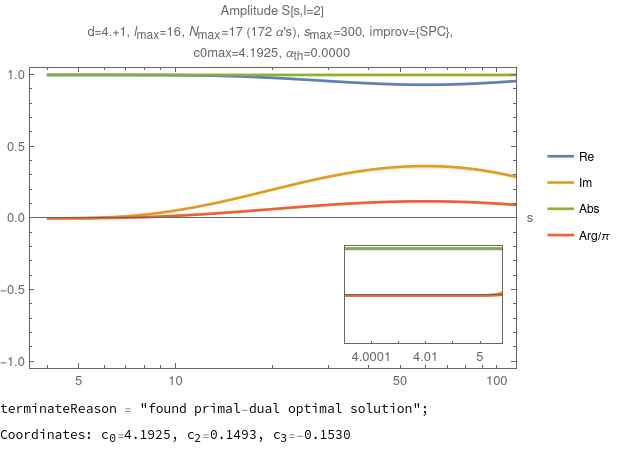 Amplitude S[s,l=2]
d=4.+1, lmax=16, Nmax=17 (172 α's), smax=300, improv={SPC},
c0max=4.1925, αth=0.0000
1.0
0.5
0.0
-0.5
-1.0
s
5
10
50
100
4.0001
4.01
5
Re
Im
Abs
Arg/π
terminateReason = "found primal-dual optimal solution";
Coordinates: c0=4.1925, c2=0.1493, c3=-0.1530